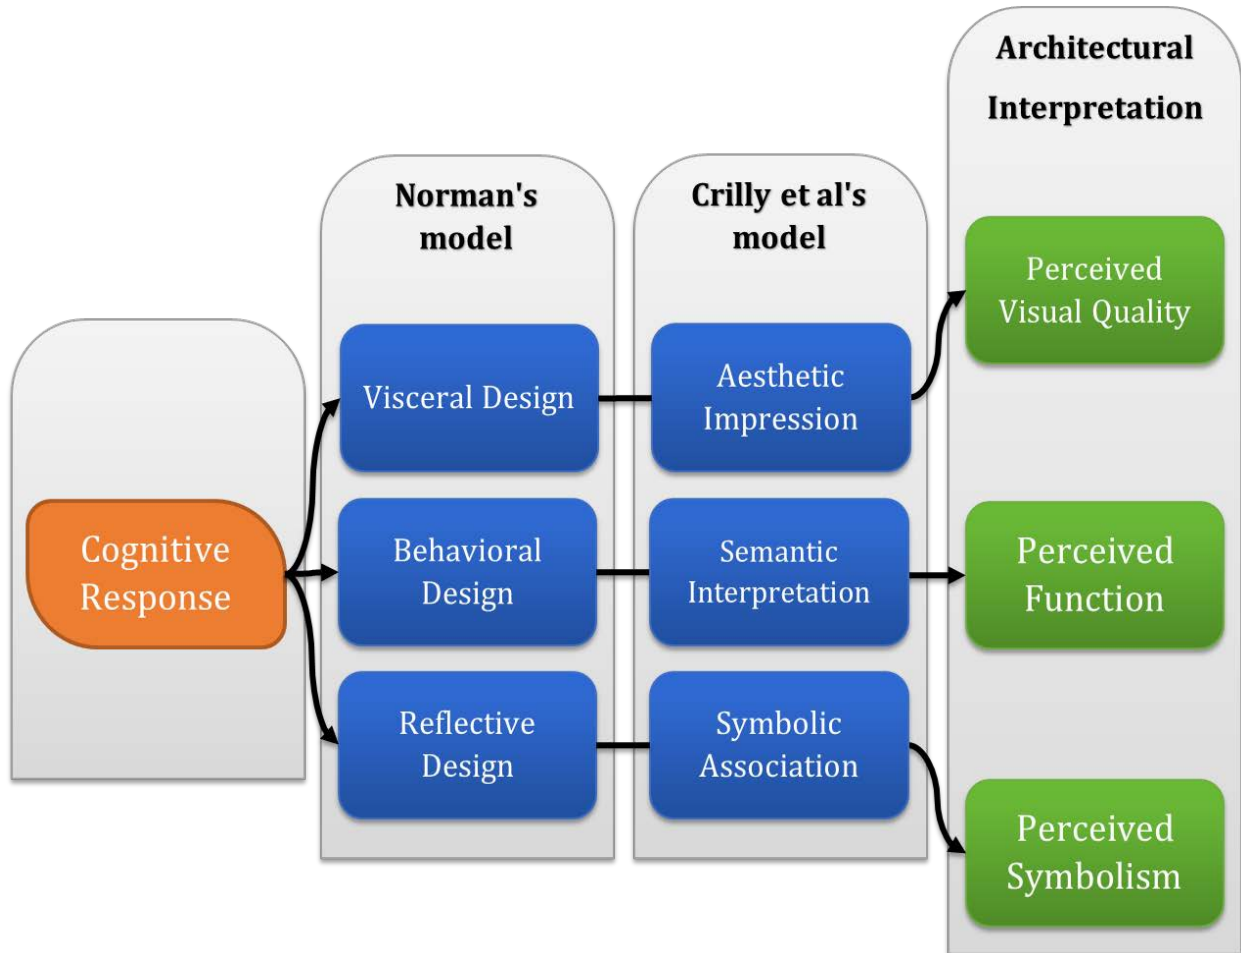 Architectural
Interpretation
Norman's
model
Crilly et al's
model
Perceived
Visual Quality
Visceral Design
Aesthetic
Impression
Cognitive
Response
Behavioral
Design
Semantic
Interpretation
Perceived
Function
Reflective
Design
Symbolic
Association
Perceived
Symbolism